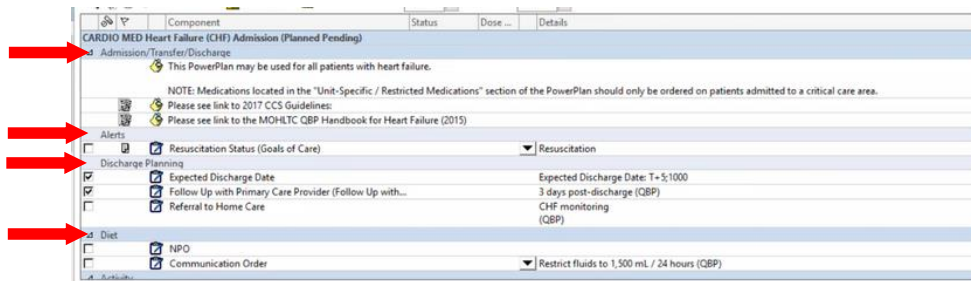 Component Status Dose ... Details
CARDIO MED Heart Failure (CHF) Admission (Planned Pending)
Admission/Transfer/Discharge
This PowerPlan may be used for all patients with heart failure.
NOTE: Medications located in the "Unit-Specific / Restricted Medications" section of the PowerPlan should only be ordered on patients admitted to a critical care area.
Please see link to 2017 CCS Guidelines:
Please see link to the MOHLTC QBP Handbook for Heart Failure (2015)
Alerts
Resuscitation Status (Goals of Care) Resuscitation
Discharge Planning
Expected Discharge Date Expected Discharge Date: T+5;1000
Follow Up with Primary Care Provider (Follow Up with... 3 days post-discharge (QBP)
Referral to Home Care CHF monitoring
(QBP)
Diet
NPO
Communication Order Restrict fluids to 1,500 mL / 24 hours (QBP)
Activity